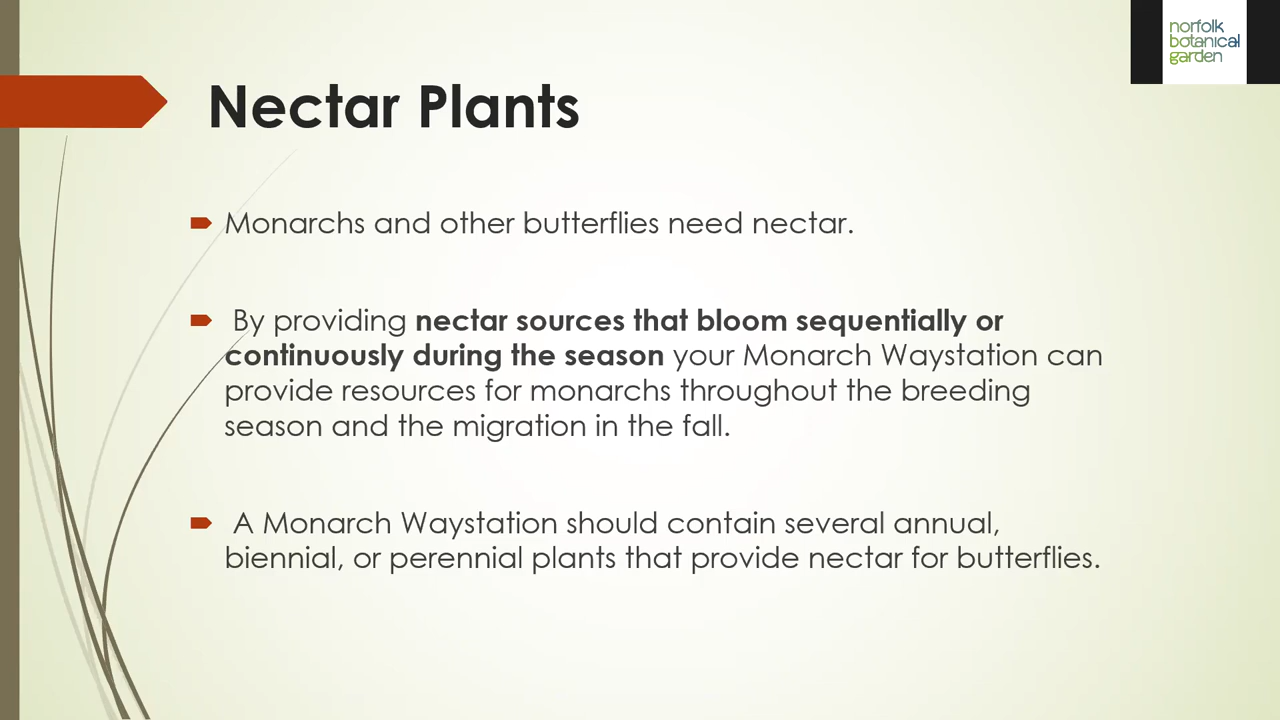 norfolk
botanical
garden
Nectar Plants
Monarchs and other butterflies need nectar.
By providing nectar sources that bloom sequentially or
continuously during the season your Monarch Waystation can
provide resources for monarchs throughout the breeding
season and the migration in the fall.
A Monarch Waystation should contain several annual,
biennial, or perennial plants that provide nectar for butterflies.